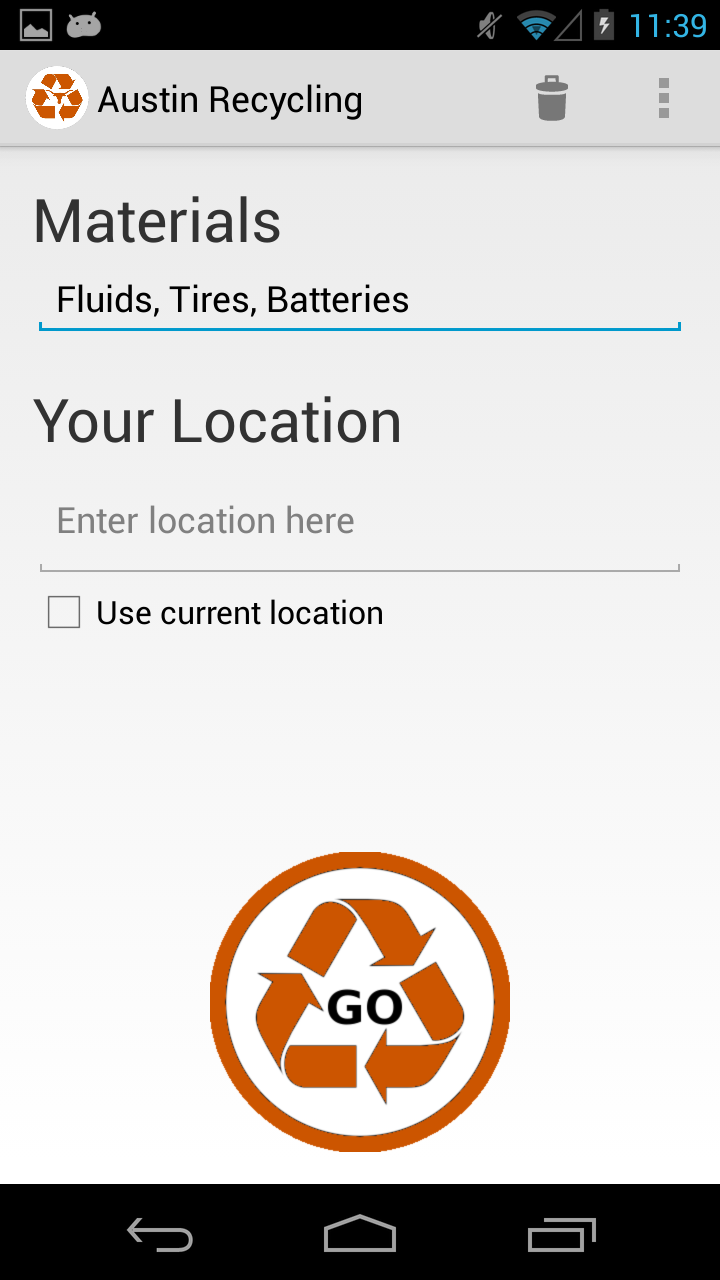 11:39
Austin Recycling
Materials
Fluids, Tires, Batteries
Your Location
Enter location here
Use current location
GO